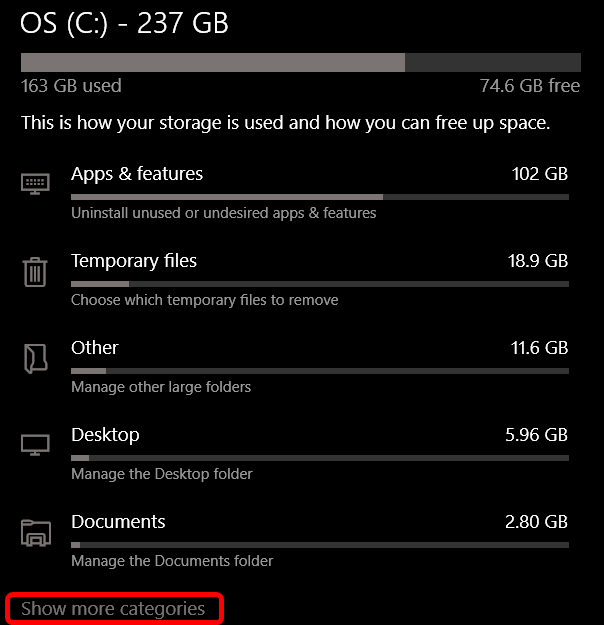 OS (C:) - 237 GB
163 GB used 74.6 GB free
This is how your storage is used and how you can free up space.
Apps & features 102 GB
Uninstall unused or undesired apps & features
Temporary files 18.9 GB
Choose which temporary files to remove
Other 11.6 GB
Manage other large folders
Desktop 5.96 GB
Manage the Desktop folder
Documents 2.80 GB
Manage the Documents folder
Show more categories